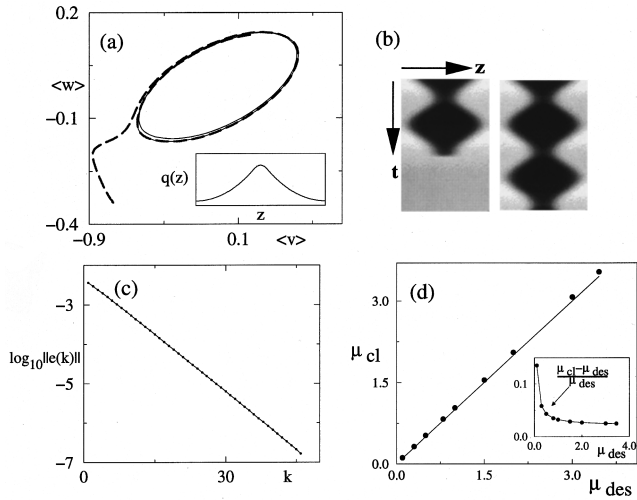 0.2
(a)
<w>
-0.1
-0.4
-0.9
0.1
<v>
q(z)
z
(b)
z
t
(c)
-3
log10||e(k)||
-5
-7
0
30
k
(d)
3.0
μcl
1.5
0.0
0.0
1.5
3.0
μdes
0.1
0.0
μcl-μdes
μdes
0.0
μdes
4.0